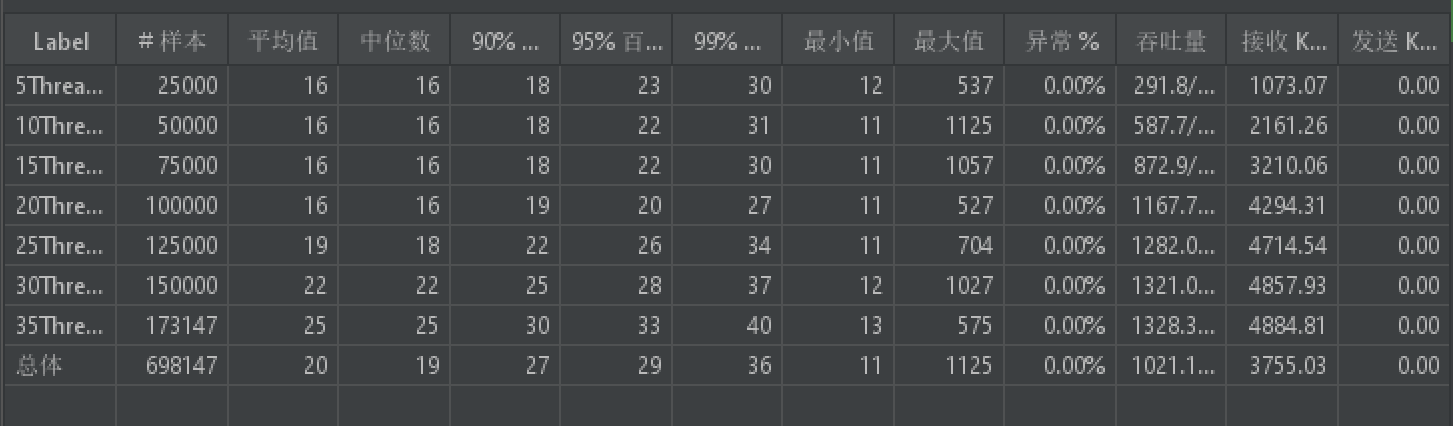 Label # 样本 平均值 中位数 90% ... 95% 百... 99% ... 最小值 最大值 异常 % 吞吐量 接收 K... 发送 K...
5Threa... 25000 16 16 18 23 30 12 537 0.00% 291.8/... 1073.07 0.00
10Thre... 50000 16 16 18 22 31 11 1125 0.00% 587.7/... 2161.26 0.00
15Thre... 75000 16 16 18 22 30 11 1057 0.00% 872.9/... 3210.06 0.00
20Thre... 100000 16 16 19 20 27 11 527 0.00% 1167.7... 4294.31 0.00
25Thre... 125000 19 18 22 26 34 11 704 0.00% 1282.0... 4714.54 0.00
30Thre... 150000 22 22 25 28 37 12 1027 0.00% 1321.0... 4857.93 0.00
35Thre... 173147 25 25 30 33 40 13 575 0.00% 1328.3... 4884.81 0.00
总体 698147 20 19 27 29 36 11 1125 0.00% 1021.1... 3755.03 0.00